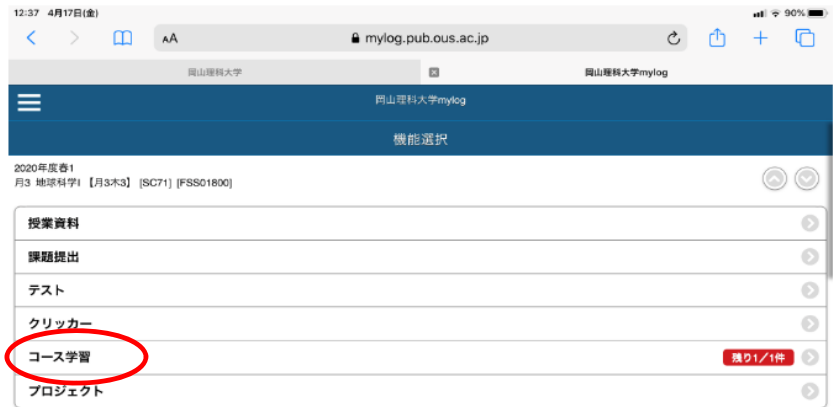 12:37 4月17日(金)
90%
AA
mylog.pub.ous.ac.jp
岡山理科大学
岡山理科大学mylog
岡山理科大学mylog
機能選択
2020年度春1
月3 地球科学I 【月3木3】 [SC71] [FSS01800]
授業資料
課題提出
テスト
クリッカー
コース学習
残り1/1件
プロジェクト